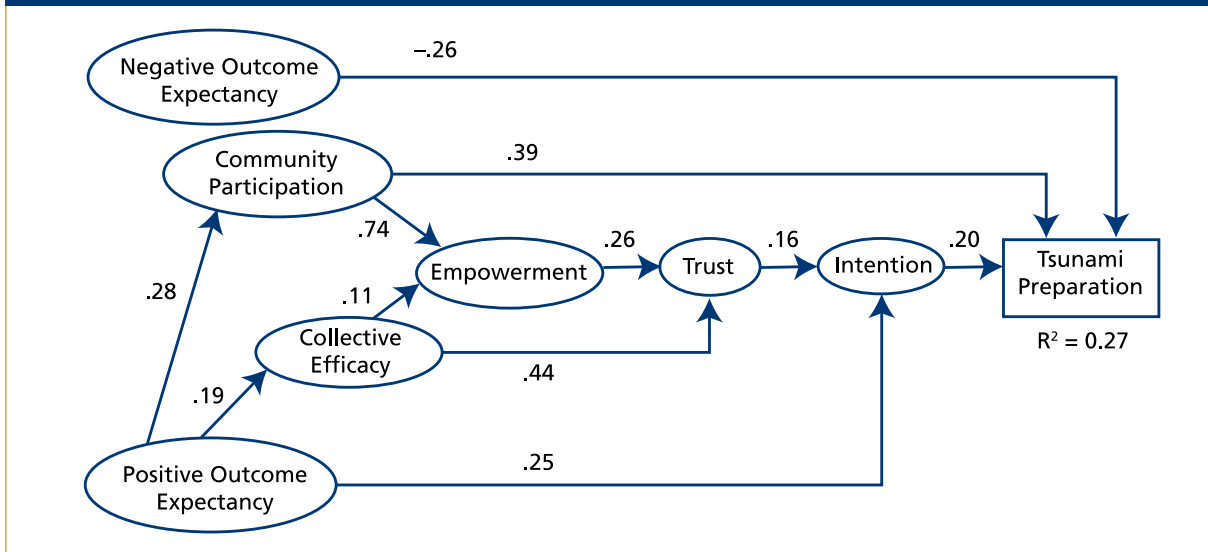 –.26
Negative Outcome
Expectancy
.39
Community
Participation
.74
.26
.16
.20
Empowerment
Trust
Intention
Tsunami
Preparation
.28
.11
R² = 0.27
Collective
Efficacy
.44
.19
.25
Positive Outcome
Expectancy